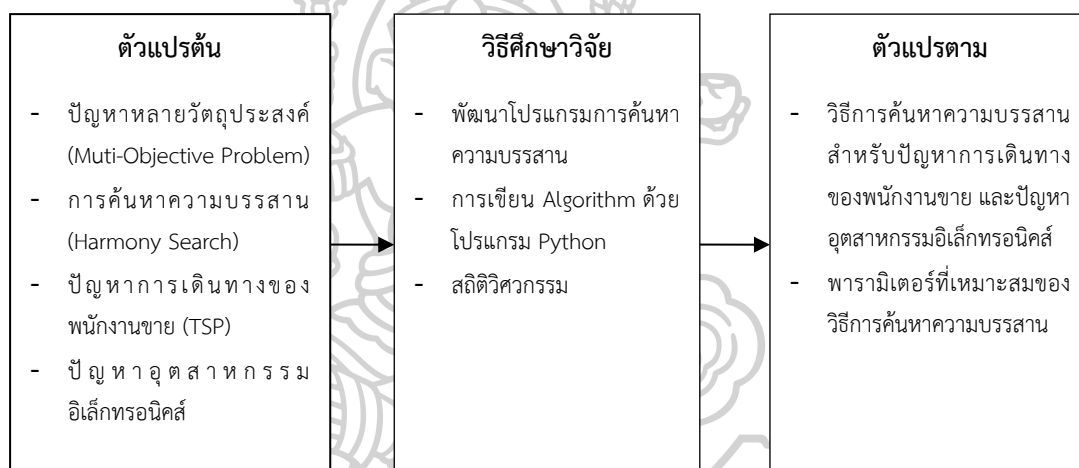 ตัวแปรต้น
- ปัญหาหลายวัตถุประสงค์
(Muti-Objective Problem)
- การค้นหาความบรรสาน
(Harmony Search)
- ปัญหาการเดินทางของ
พนักงานขาย (TSP)
- ปัญหาอุตสาหกรรม
อิเล็กทรอนิคส์
วิธีศึกษาวิจัย
- พัฒนาโปรแกรมการค้นหา
ความบรรสาน
- การเขียน Algorithm ด้วย
โปรแกรม Python
- สถิติวิศวกรรม
ตัวแปรตาม
- วิธีการค้นหาความบรรสาน
สำหรับปัญหาการเดินทาง
ของพนักงานขาย และปัญหา
อุตสาหกรรมอิเล็กทรอนิคส์
- พารามิเตอร์ที่เหมาะสมของ
วิธีการค้นหาความบรรสาน